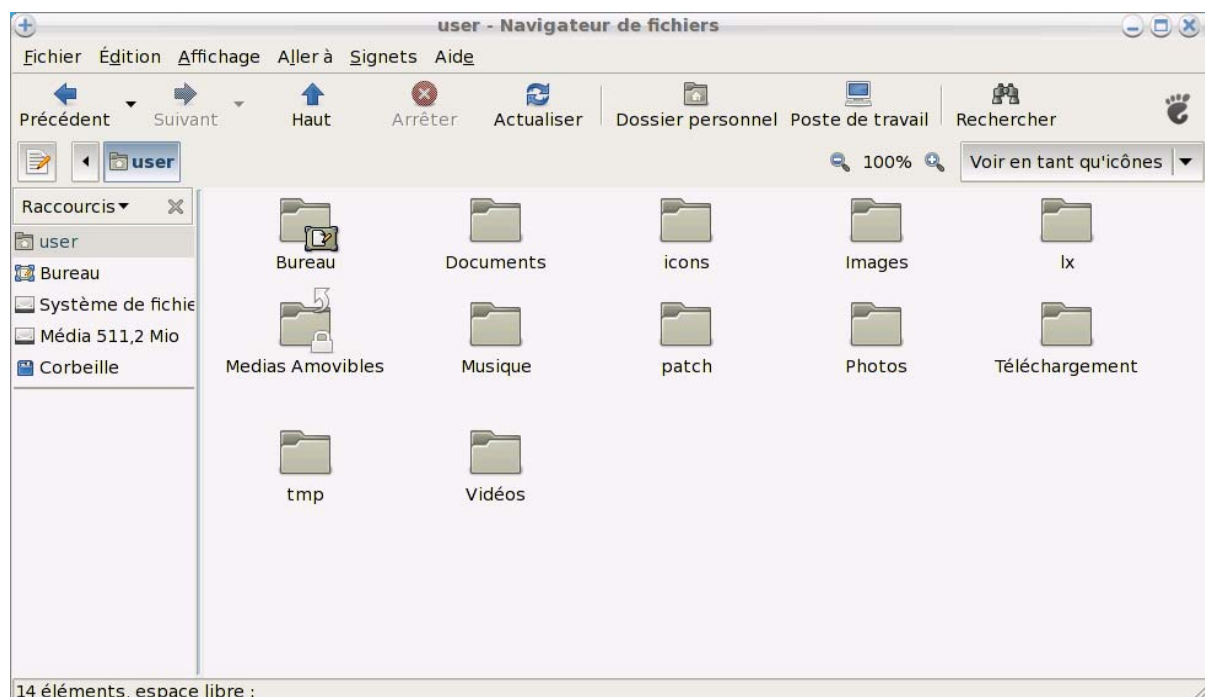 user - Navigateur de fichiers
Fichier Édition Affichage Aller à Signets Aide
Précédent Suivant Haut Arrêter Actualiser Dossier personnel Poste de travail Rechercher
user 100% Voir en tant qu'icônes
Raccourcis
user
Bureau
Système de fichie
Média 511,2 Mio
Corbeille
Bureau Documents icons Images lx
Medias Amovibles Musique patch Photos Téléchargement
tmp Vidéos
14 éléments, espace libre :